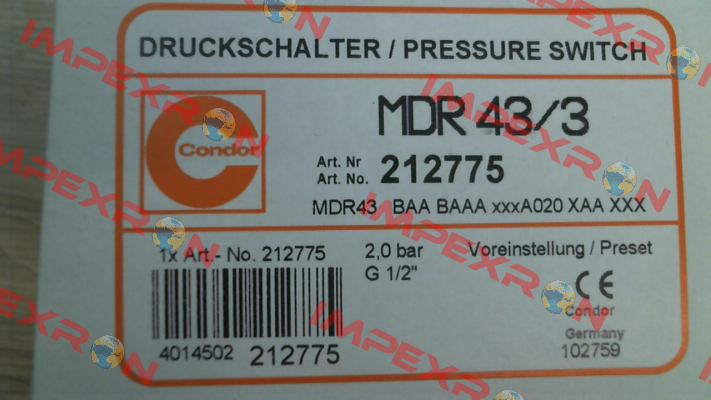 DRUCKSCHALTER / PRESSURE SWITCH
Condor
MDR 43/3
Art. Nr
Art. No. 212775
MDR43 BAA BAAA xxxA020 XAA XXX
1x Art.- No. 212775
2,0 bar
Voreinstellung / Preset
G 1/2"
CE
Condor
Germany
102759
4014502 212775
IMPEXRON
IMPEXRON
IMPEXRON
IMPEXRON
IMPEXRON
IMPEXRON